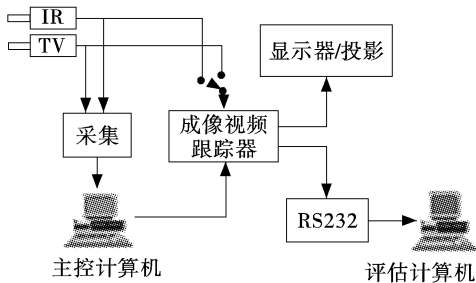 IR
TV
显示器/投影
采集
成像视频
跟踪器
RS232
主控计算机
评估计算机